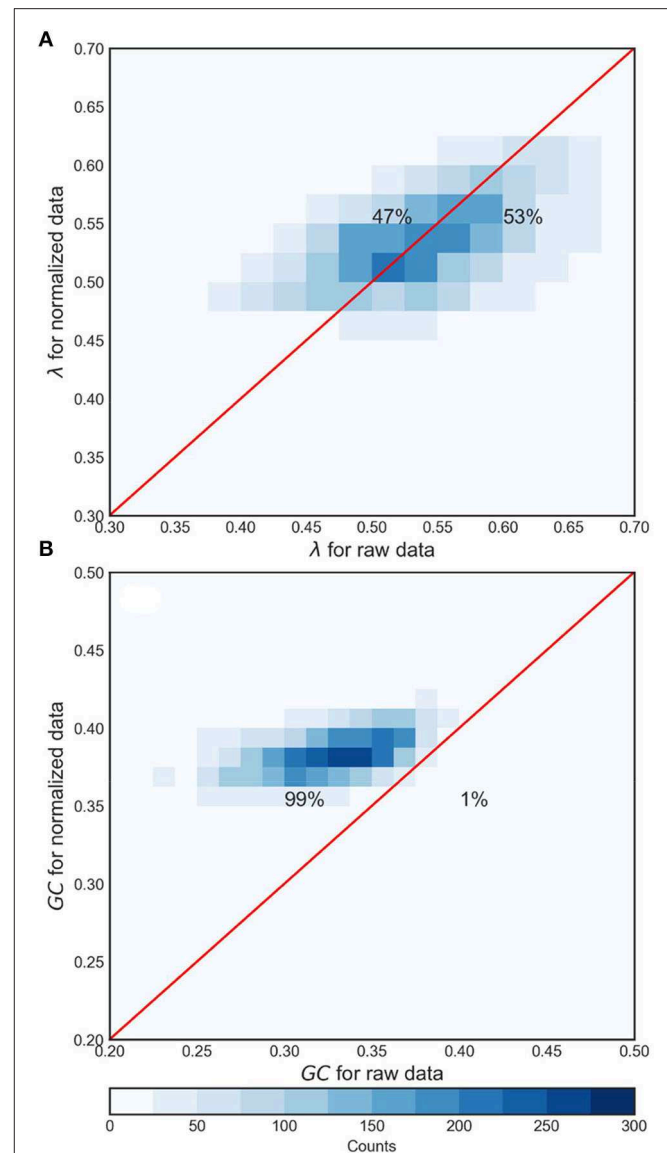 A
0.70
0.65
0.60
0.55
0.50
0.45
0.40
0.35
0.30
λ for normalized data
47%
53%
0.30 0.35 0.40 0.45 0.50 0.55 0.60 0.65 0.70
λ for raw data
B
0.50
0.45
0.40
0.35
0.30
0.25
0.20
GC for normalized data
99%
1%
0.20 0.25 0.30 0.35 0.40 0.45 0.50
GC for raw data
0 50 100 150 200 250 300
Counts